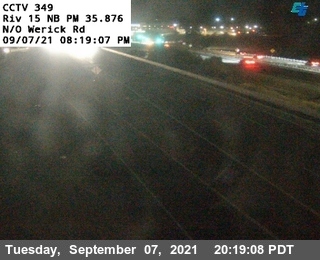 CCTV 349
Riv 15 NB PM 35.876
N/O Werick Rd
09/07/21 08:19:07 PM
Tuesday, September 07, 2021 20:19:08 PDT